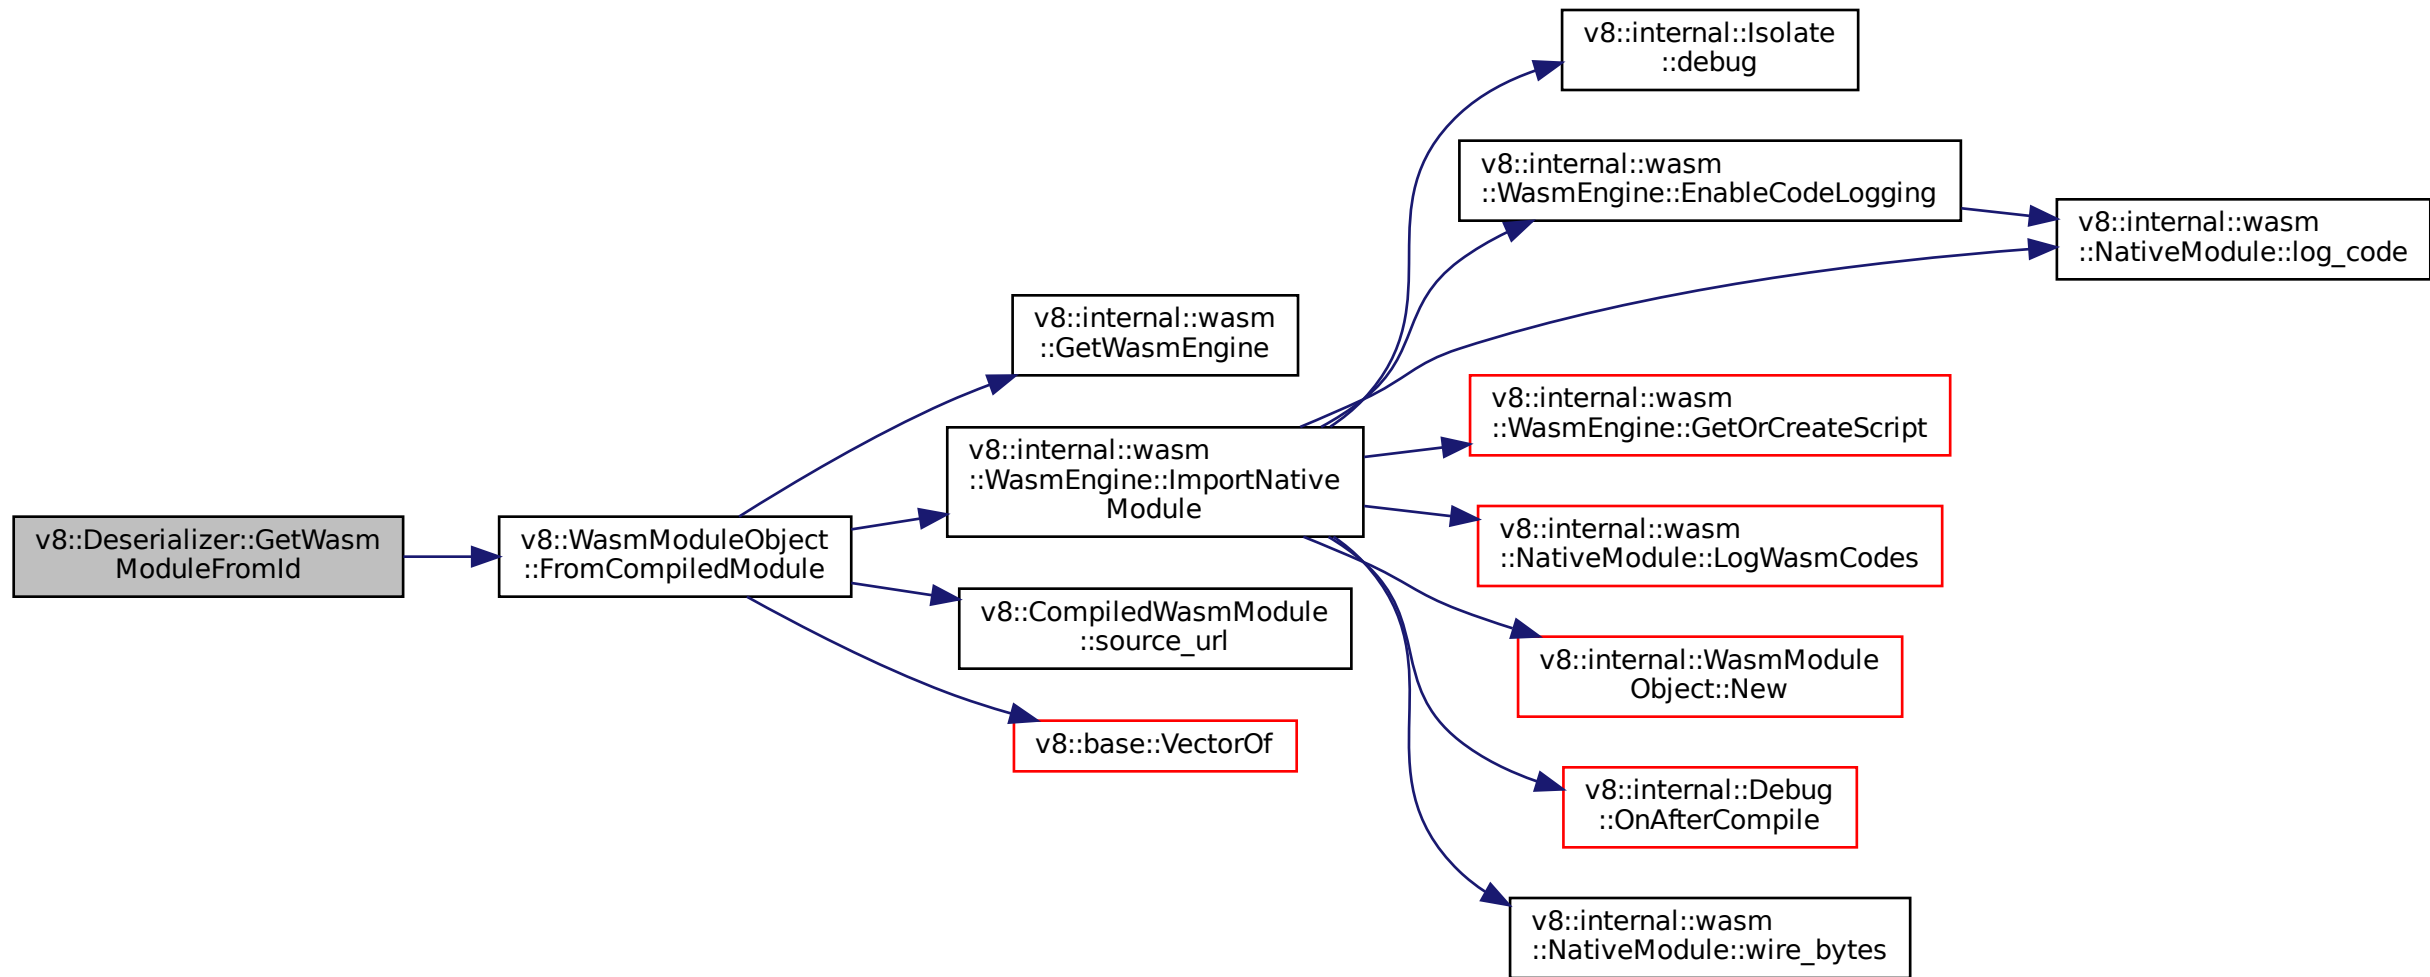 v8::Deserializer::GetWasm
ModuleFromId
v8::WasmModuleObject
::FromCompiledModule
v8::internal::wasm
::GetWasmEngine
v8::internal::wasm
::WasmEngine::ImportNative
Module
v8::CompiledWasmModule
::source_url
v8::base::VectorOf
v8::internal::Isolate
::debug
v8::internal::wasm
::WasmEngine::EnableCodeLogging
v8::internal::wasm
::NativeModule::log_code
v8::internal::wasm
::WasmEngine::GetOrCreateScript
v8::internal::wasm
::NativeModule::LogWasmCodes
v8::internal::WasmModule
Object::New
v8::internal::Debug
::OnAfterCompile
v8::internal::wasm
::NativeModule::wire_bytes